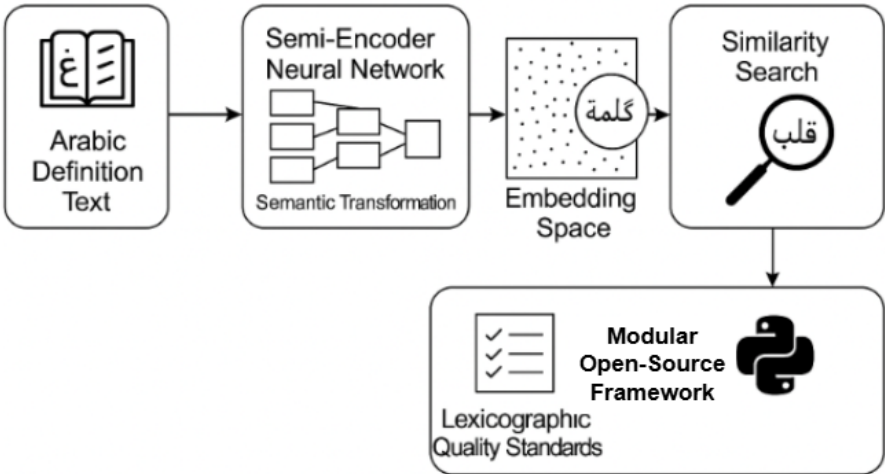 غ
Arabic
Definition
Text
Semi-Encoder
Neural Network
Semantic Transformation
گلمة
Embedding
Space
Similarity
Search
قلب
Lexicographic
Quality Standards
Modular
Open-Source
Framework